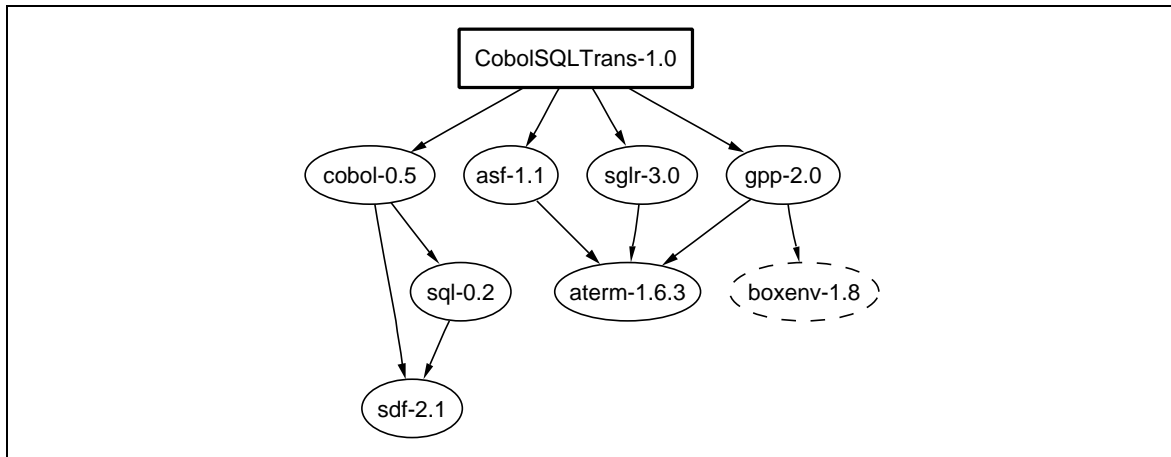 CobolSQLTrans-1.0
cobol-0.5
asf-1.1
sglr-3.0
gpp-2.0
sql-0.2
aterm-1.6.3
boxenv-1.8
sdf-2.1